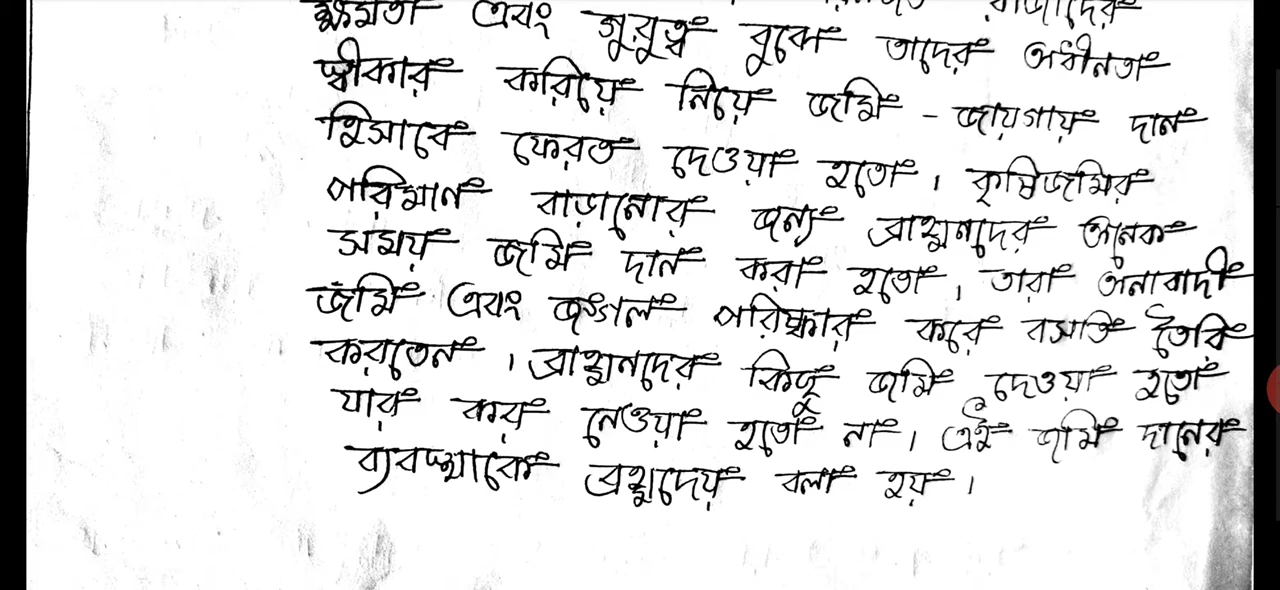 ক্ষমতা এবং গুরুত্ব বুঝে তাদের অধীনতা
স্বীকার করিয়ে নিয়ে জমি - জায়গায় দান
হিসাবে ফেরত দেওয়া হতো। কৃষিজমির
পরিমাণ বাড়ানোর জন্য ব্রাহ্মণদের অনেক
সময় জমি দান করা হতো, তারা অনাবাদী
জমি এবং জঙ্গল পরিষ্কার করে বসতি তৈরি
করতেন। ব্রাহ্মণদের কিছু জমি দেওয়া হতো
যার কর নেওয়া হতো না। এই জমি দানের
ব্যবস্থাকে ব্রহ্মদেয় বলা হয়।